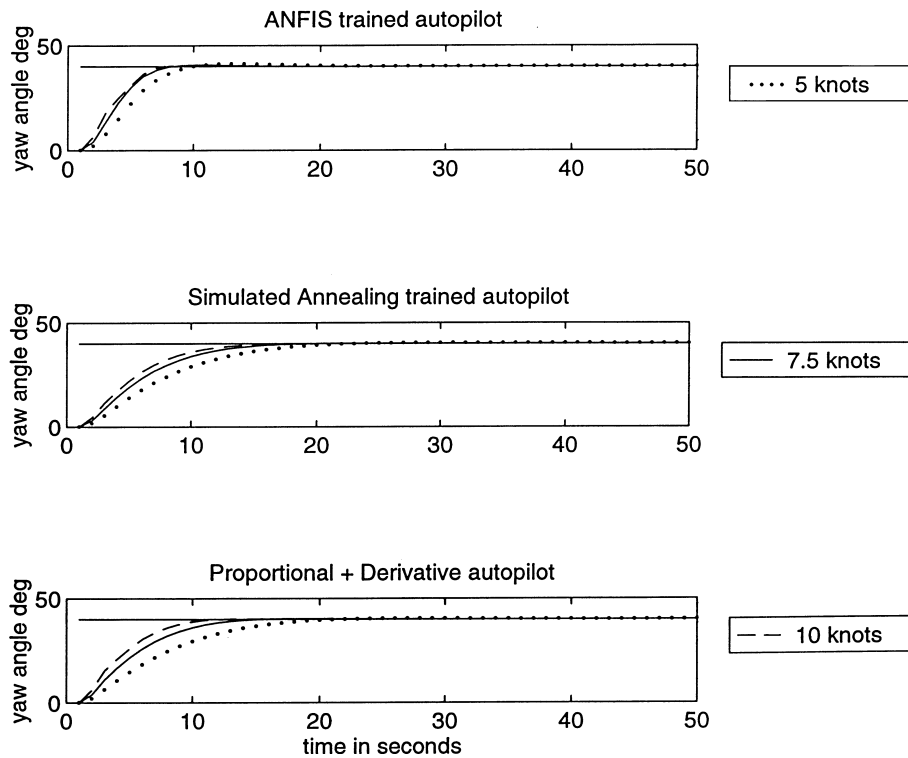 ANFIS trained autopilot
50
yaw angle deg
0
0 10 20 30 40 50
5 knots
Simulated Annealing trained autopilot
50
yaw angle deg
0
0 10 20 30 40 50
7.5 knots
Proportional + Derivative autopilot
50
yaw angle deg
0
0 10 20 30 40 50
time in seconds
10 knots